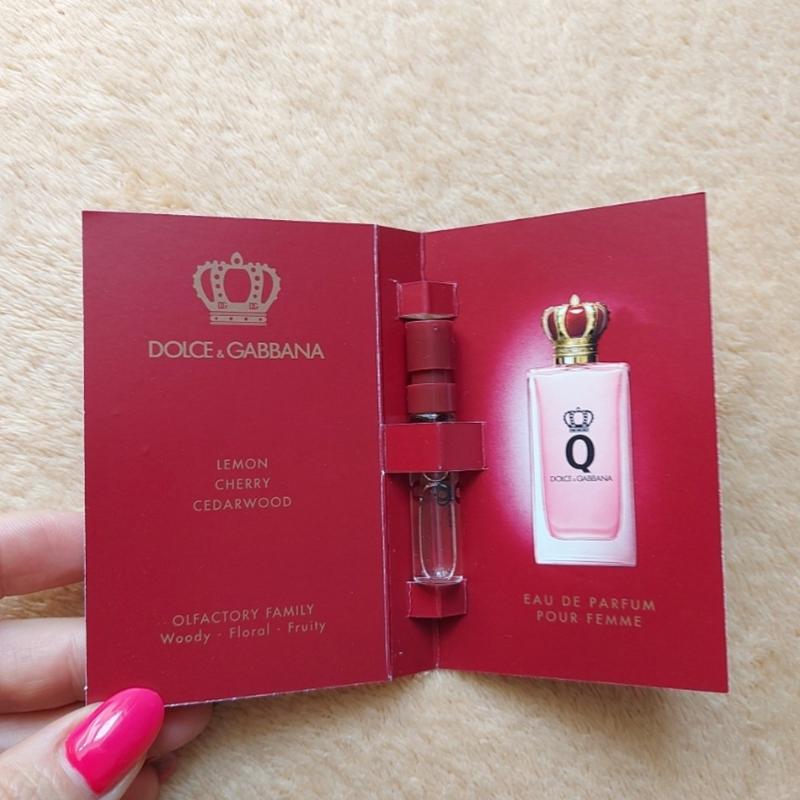 DOLCE & GABBANA
LEMON
CHERRY
CEDARWOOD
OLFACTORY FAMILY
Woody - Floral - Fruity
Q
DOLCE & GABBANA
EAU DE PARFUM
POUR FEMME